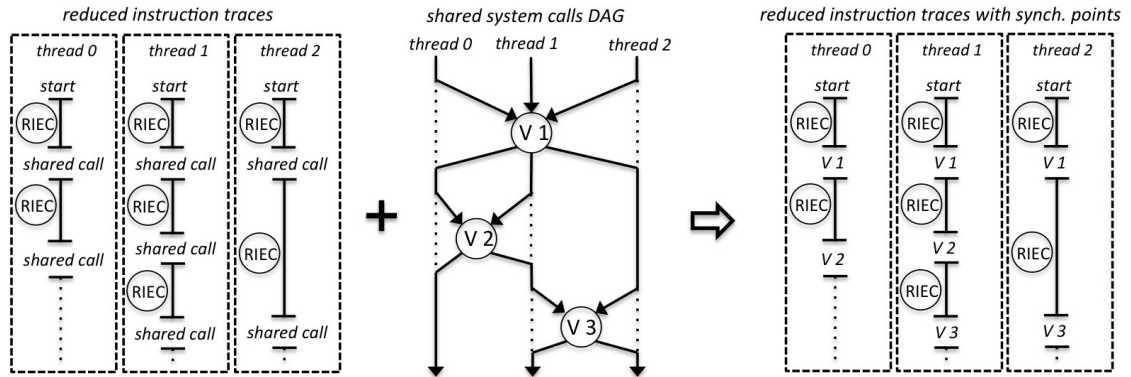 reduced instruction traces
thread 0
start
RIEC
shared call
RIEC
shared call
thread 1
start
RIEC
shared call
RIEC
shared call
RIEC
shared call
thread 2
start
RIEC
shared call
RIEC
shared call
+
shared system calls DAG
thread 0
thread 1
thread 2
V 1
V 2
V 3
reduced instruction traces with synch. points
thread 0
start
RIEC
V 1
RIEC
V 2
thread 1
start
RIEC
V 1
RIEC
V 2
RIEC
V 3
thread 2
start
RIEC
V 1
RIEC
V 3